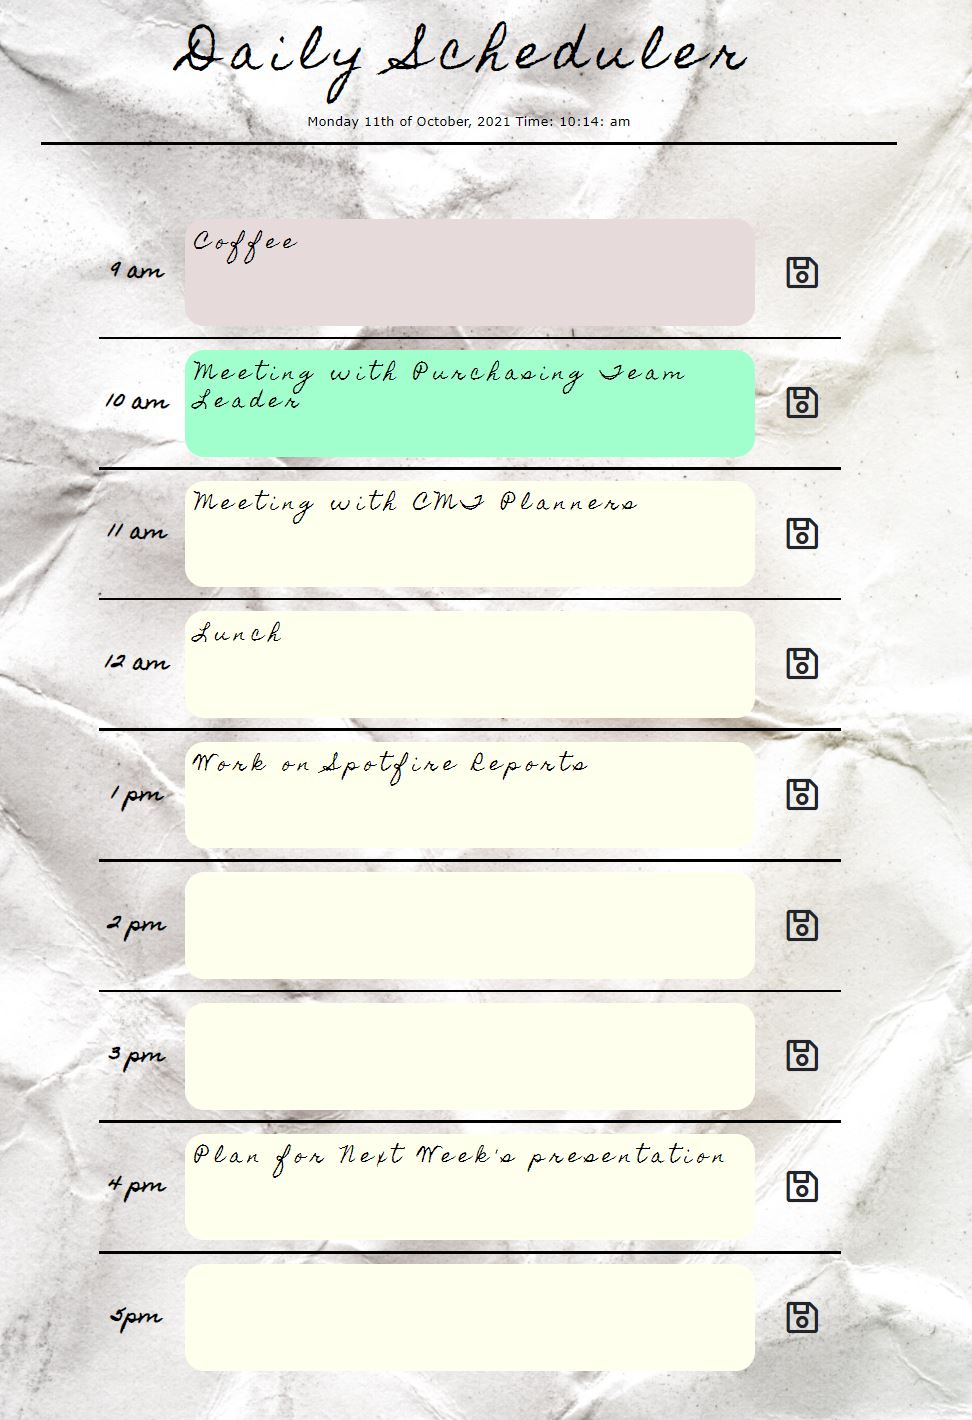 Daily Scheduler
Monday 11th of October, 2021 Time: 10:14: am
9 am
Coffee
10 am
Meeting with Purchasing Team
Leader
11 am
Meeting with CMT Planners
12 am
Lunch
1 pm
Work on Spotfire Reports
2 pm
3 pm
4 pm
Plan for Next Week's presentation
5pm